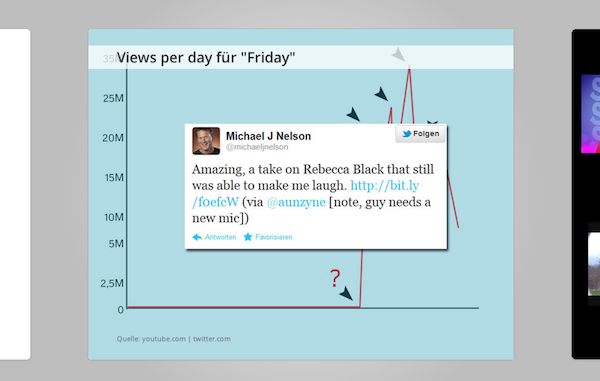 Views per day für "Friday"
35M
25M
20M
15M
10M
5M
2,5M
0
?
Michael J Nelson
@michaeljnelson
Folgen
Amazing, a take on Rebecca Black that still
was able to make me laugh. http://bit.ly
/f0efcW (via @aunzyne [note, guy needs a
new mic])
Antworten Favorisieren
Quelle: youtube.com | twitter.com